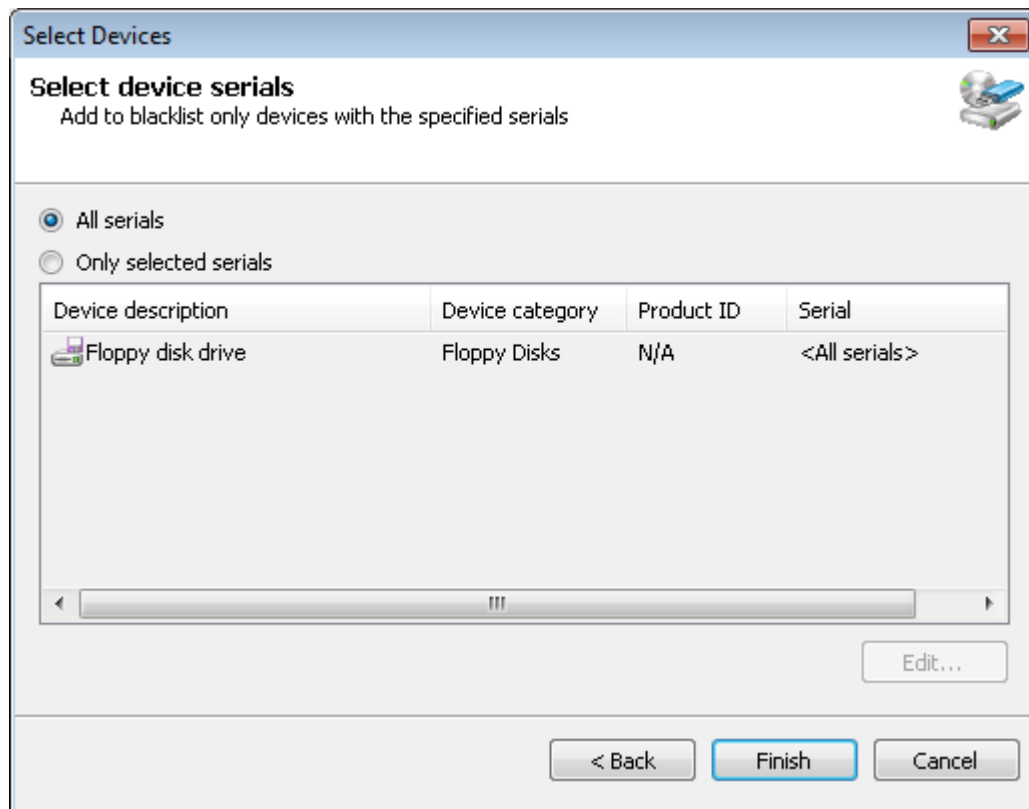 Select Devices
Select device serials
Add to blacklist only devices with the specified serials
All serials
Only selected serials
Device description Device category Product ID Serial
Floppy disk drive Floppy Disks N/A <All serials>
Edit...
< Back Finish Cancel